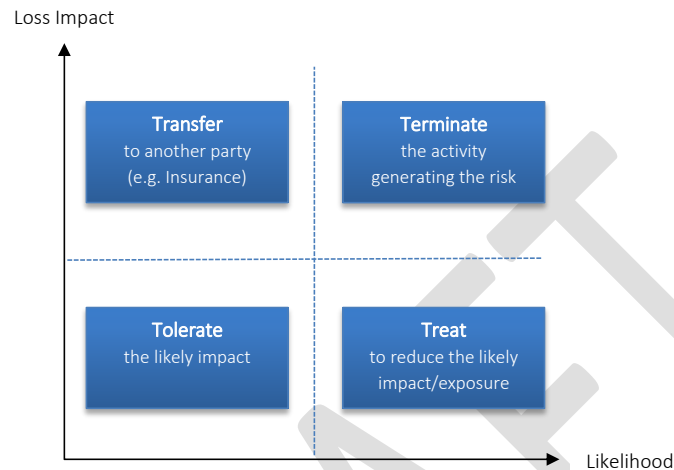 Loss Impact
Transfer
to another party
(e.g. Insurance)
Terminate
the activity
generating the risk
Tolerate
the likely impact
Treat
to reduce the likely
impact/exposure
Likelihood